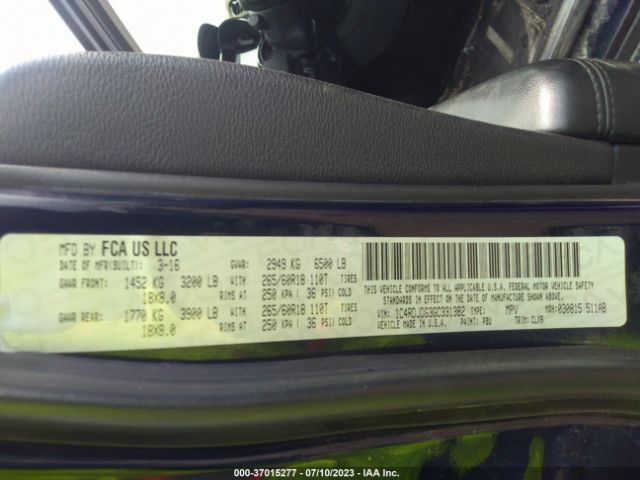 MFD BY FCA US LLC
DATE OF MFR(BUILT): 3-16 GVWR: 2949 KG 6500 LB
GAWR FRONT: 1452 KG 3200 LB WITH 265/60R18 110T TIRES
18X8.0 RIMS AT 250 KPA ( 36 PSI COLD)
GAWR REAR: 1770 KG 3900 LB WITH 265/60R18 110T TIRES
18X8.0 RIMS AT 250 KPA ( 36 PSI COLD)
THIS VEHICLE CONFORMS TO ALL APPLICABLE U.S.A. FEDERAL MOTOR VEHICLE SAFETY
STANDARDS IN EFFECT ON THE DATE OF MANUFACTURE SHOWN ABOVE.
VIN: 1C4RDJDG3GC331382 TYPE: MPV MDH:030815 511AB
VEHICLE MADE IN U.S.A. PAINT: PBU TRIM: CLX9
000-37015277 - 07/10/2023 - IAA Inc.